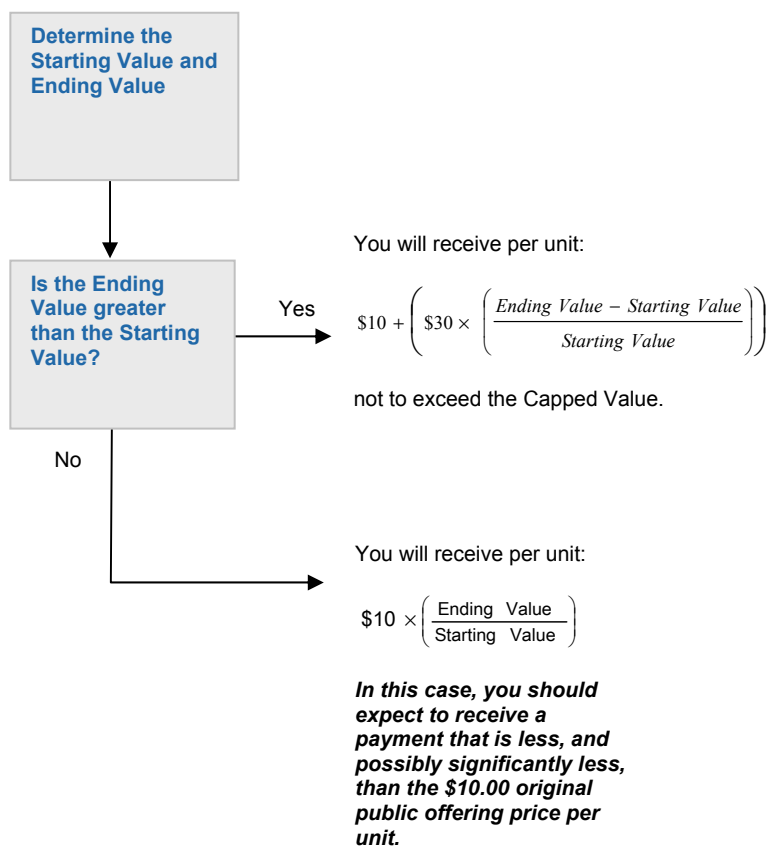 Determine the
Starting Value and
Ending Value
You will receive per unit:
Is the Ending
Value greater
than the Starting
Value?
Yes
$10 + ( $30 × ( Ending Value − Starting Value / Starting Value ) )
not to exceed the Capped Value.
No
You will receive per unit:
$10 × ( Ending Value / Starting Value )
In this case, you should
expect to receive a
payment that is less, and
possibly significantly less,
than the $10.00 original
public offering price per
unit.